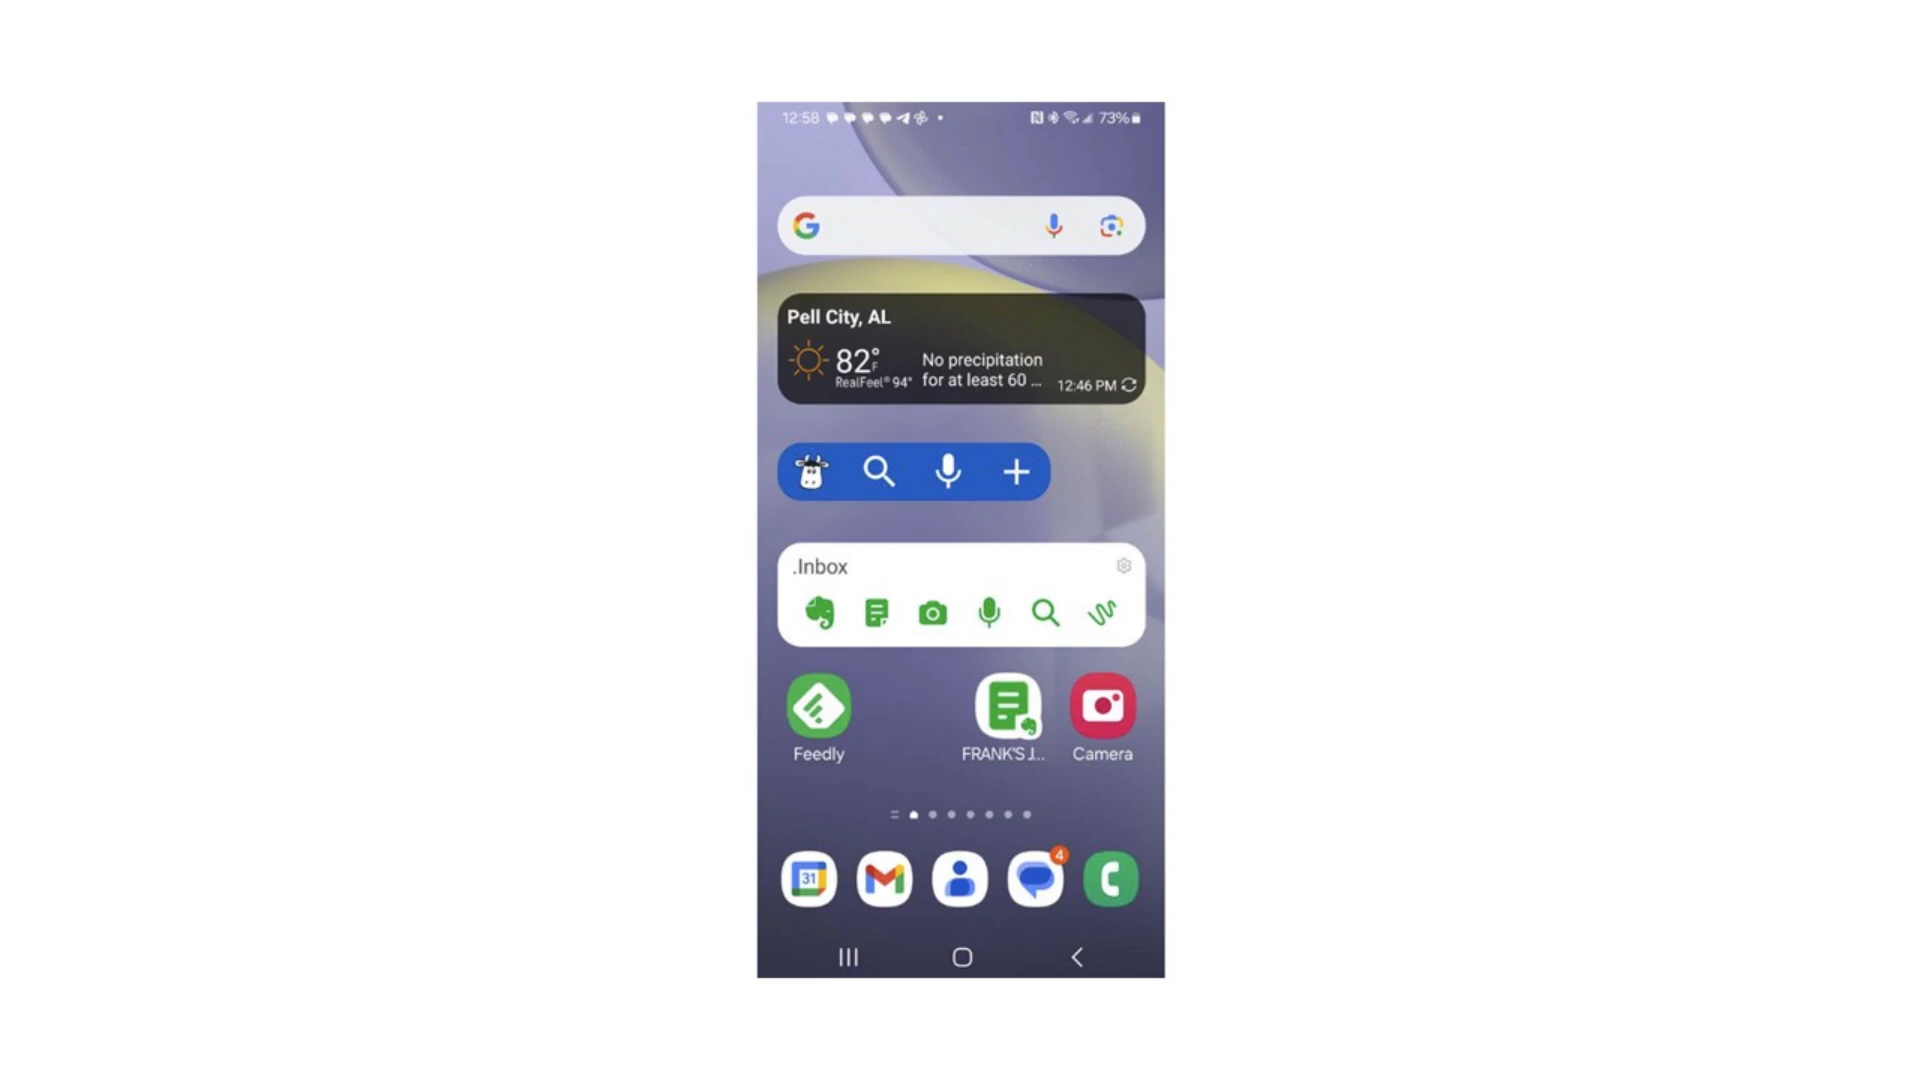 12:58 73%
Pell City, AL
82°F
RealFeel® 94°
No precipitation
for at least 60 ...
12:46 PM
.Inbox
Feedly FRANK'S J... Camera
4
31